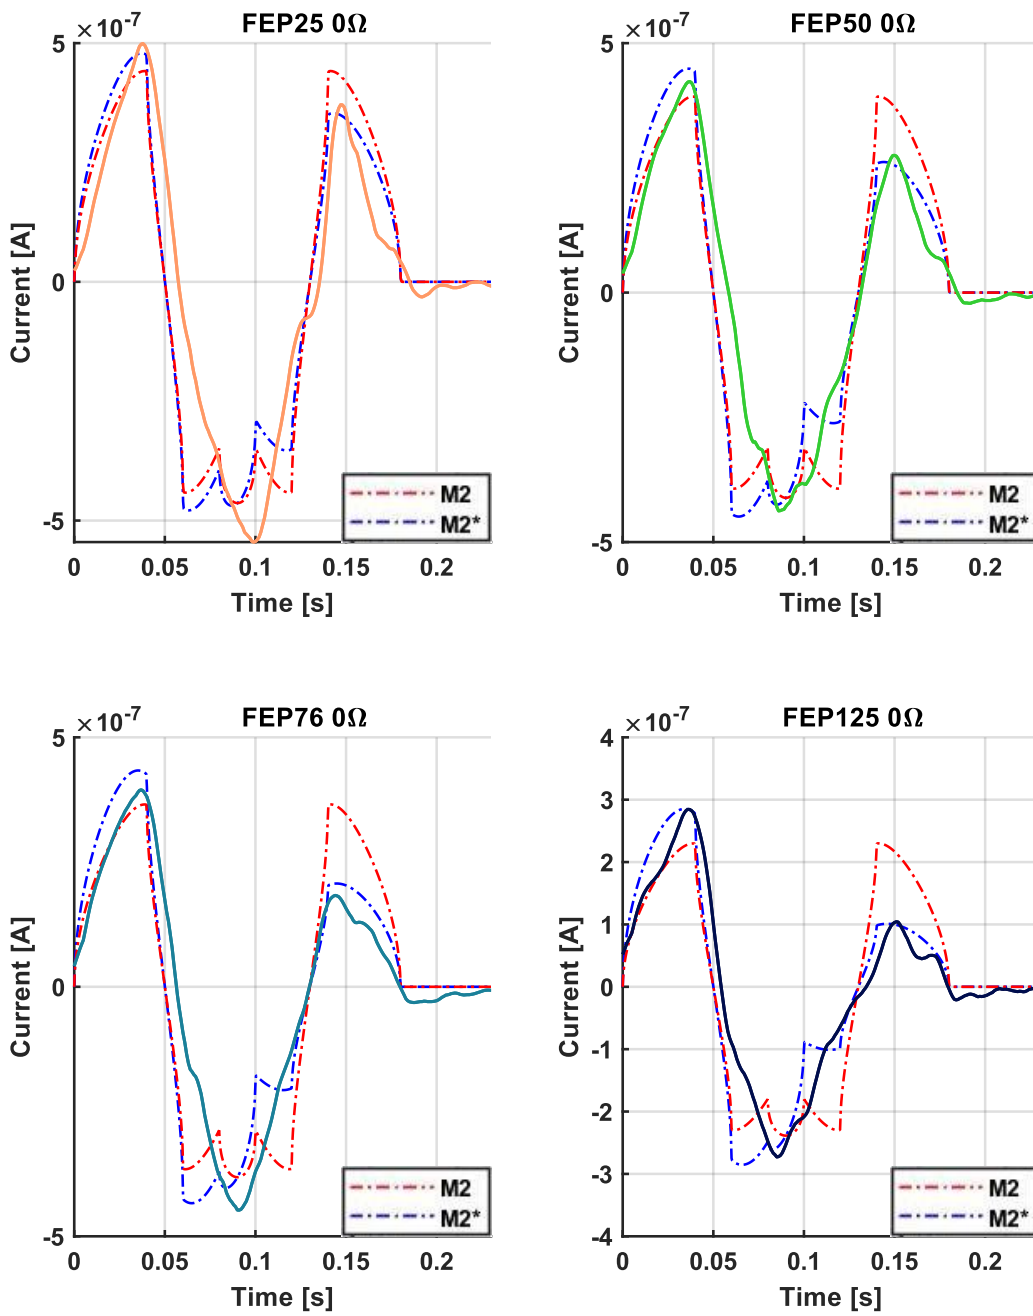 FEP25 0Ω
×10-7
5
0
-5
Current [A]
0 0.05 0.1 0.15 0.2
Time [s]
M2
M2*
FEP50 0Ω
×10-7
5
0
-5
Current [A]
0 0.05 0.1 0.15 0.2
Time [s]
M2
M2*
FEP76 0Ω
×10-7
5
0
-5
Current [A]
0 0.05 0.1 0.15 0.2
Time [s]
M2
M2*
FEP125 0Ω
×10-7
4
3
2
1
0
-1
-2
-3
-4
Current [A]
0 0.05 0.1 0.15 0.2
Time [s]
M2
M2*